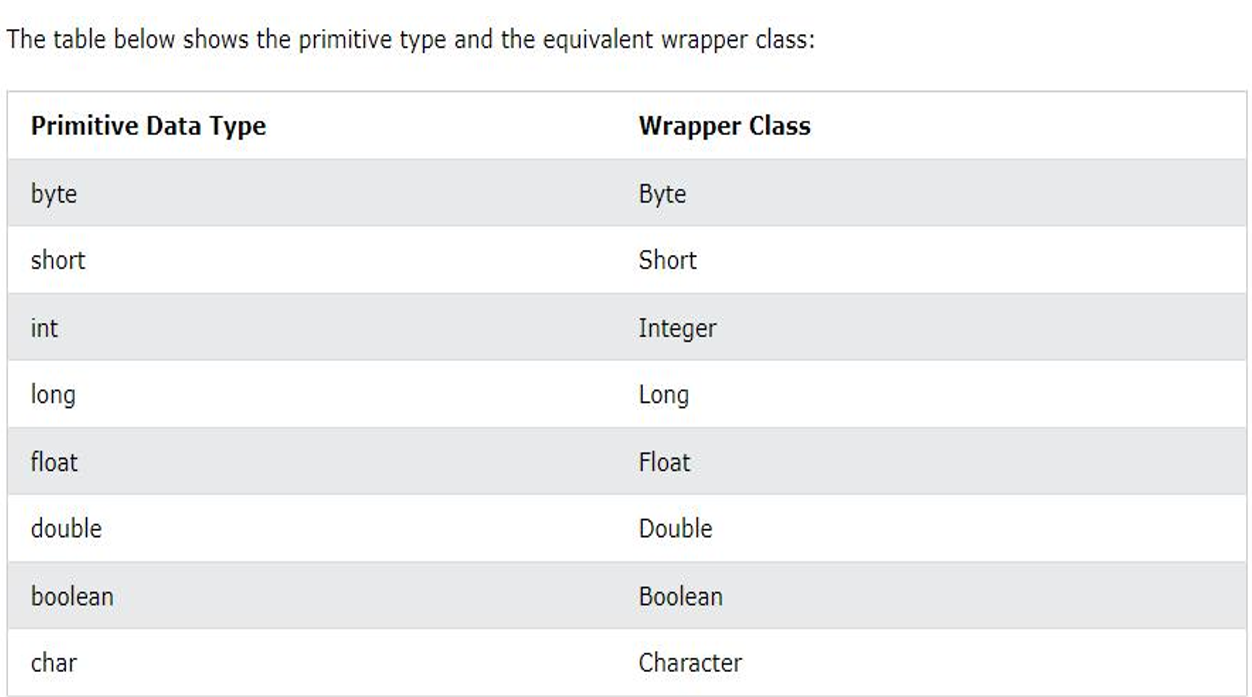 The table below shows the primitive type and the equivalent wrapper class:
Primitive Data Type Wrapper Class
byte Byte
short Short
int Integer
long Long
float Float
double Double
boolean Boolean
char Character